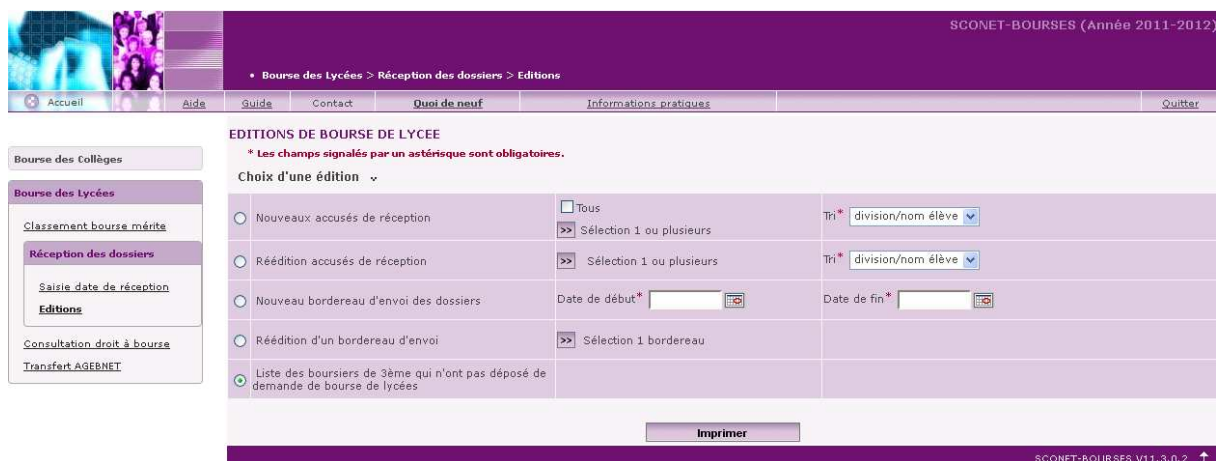 SCONET-BOURSES (Année 2011-2012)
• Bourse des Lycées > Réception des dossiers > Editions
Accueil Aide Guide Contact Quoi de neuf Informations pratiques Quitter
EDITIONS DE BOURSE DE LYCEE
* Les champs signalés par un astérisque sont obligatoires.
Choix d'une édition
Bourse des Collèges
Bourse des Lycées
Classement bourse mérite
Réception des dossiers
Saisie date de réception
Editions
Consultation droit à bourse
Transfert AGEBNET
Nouveaux accusés de réception
Tous
>> Sélection 1 ou plusieurs
Tri* division/nom élève
Réédition accusés de réception
>> Sélection 1 ou plusieurs
Tri* division/nom élève
Nouveau bordereau d'envoi des dossiers
Date de début*
Date de fin*
Réédition d'un bordereau d'envoi
>> Sélection 1 bordereau
Liste des boursiers de 3ème qui n'ont pas déposé de
demande de bourse de lycées
Imprimer
SCONET-BOURSES V11.3.0.2